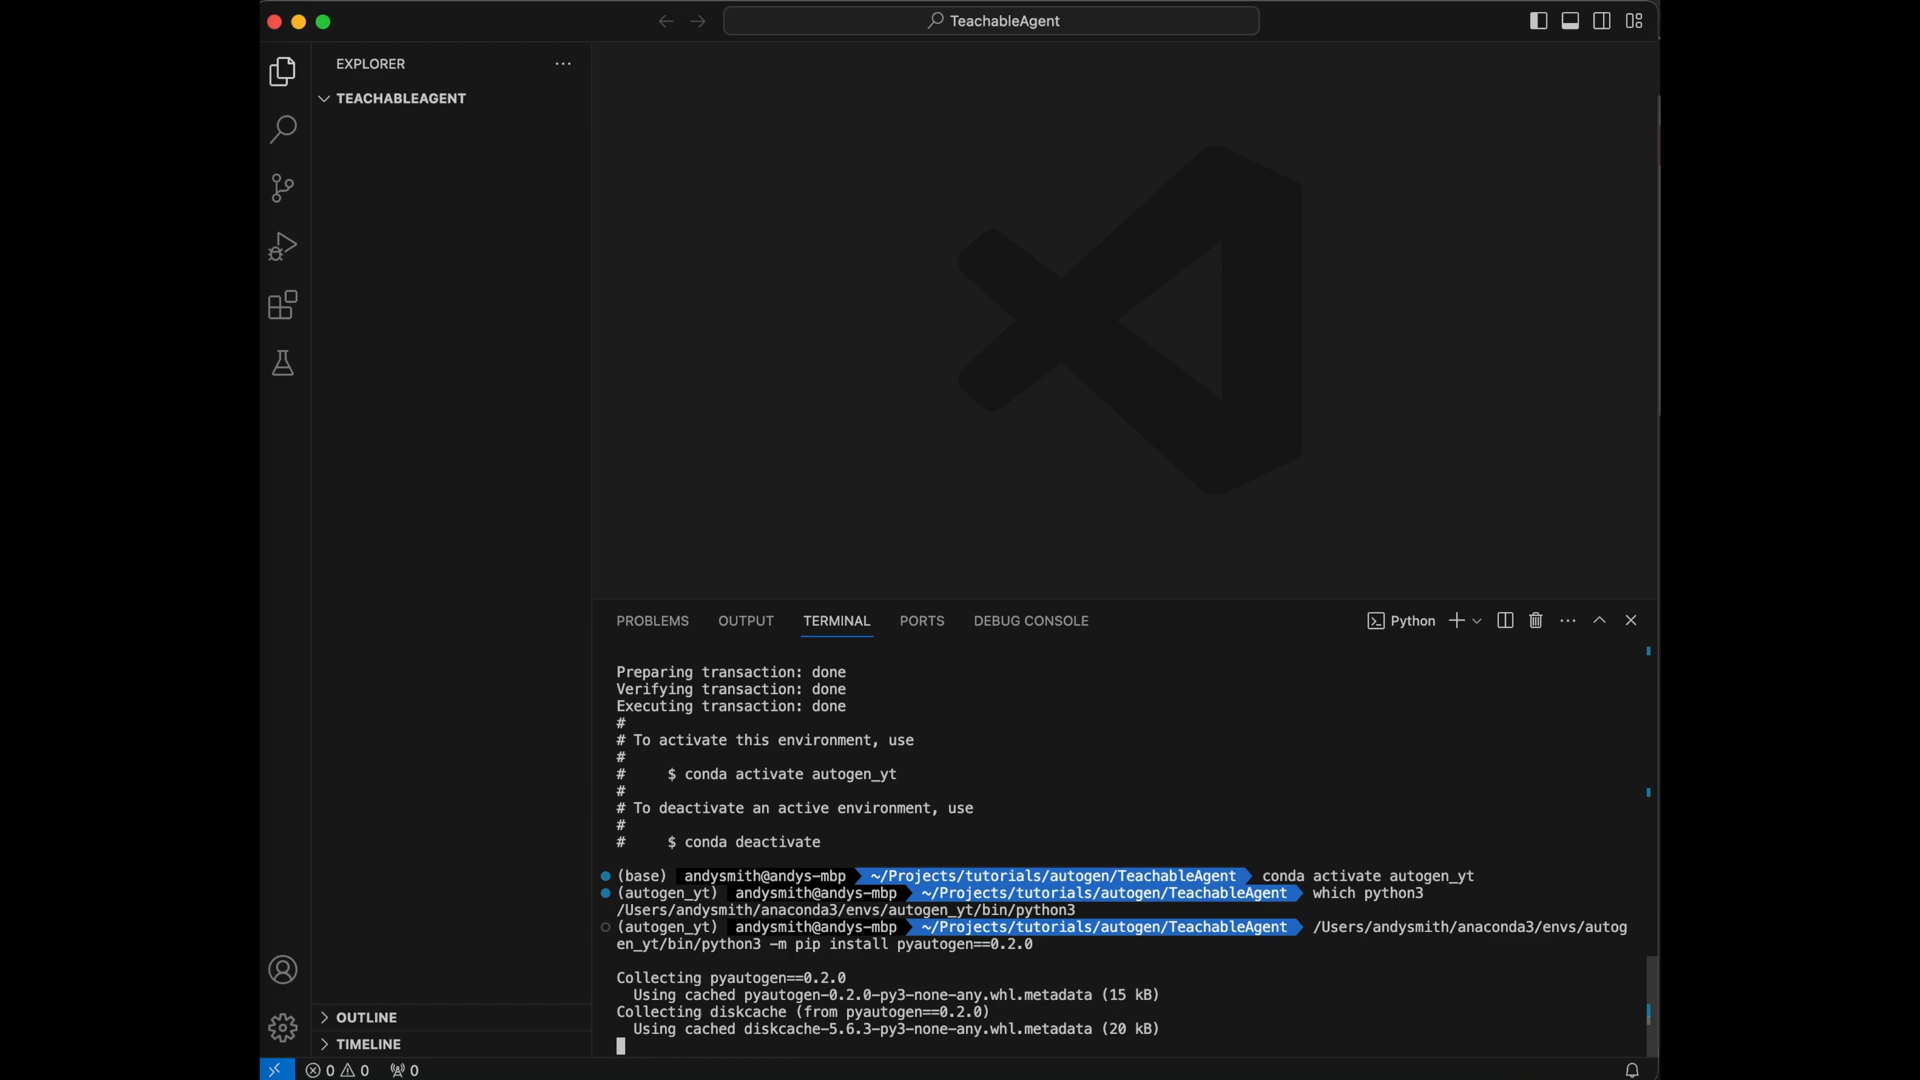 TeachableAgent
EXPLORER
TEACHABLEAGENT
PROBLEMS OUTPUT TERMINAL PORTS DEBUG CONSOLE Python
Preparing transaction: done
Verifying transaction: done
Executing transaction: done
#
# To activate this environment, use
#
# $ conda activate autogen_yt
#
# To deactivate an active environment, use
#
# $ conda deactivate
(base) andysmith@andys-mbp ~/Projects/tutorials/autogen/TeachableAgent conda activate autogen_yt
(autogen_yt) andysmith@andys-mbp ~/Projects/tutorials/autogen/TeachableAgent which python3
/Users/andysmith/anaconda3/envs/autogen_yt/bin/python3
(autogen_yt) andysmith@andys-mbp ~/Projects/tutorials/autogen/TeachableAgent /Users/andysmith/anaconda3/envs/autog
en_yt/bin/python3 -m pip install pyautogen==0.2.0
Collecting pyautogen==0.2.0
Using cached pyautogen-0.2.0-py3-none-any.whl.metadata (15 kB)
Collecting diskcache (from pyautogen==0.2.0)
Using cached diskcache-5.6.3-py3-none-any.whl.metadata (20 kB)
OUTLINE
TIMELINE
0 0 0